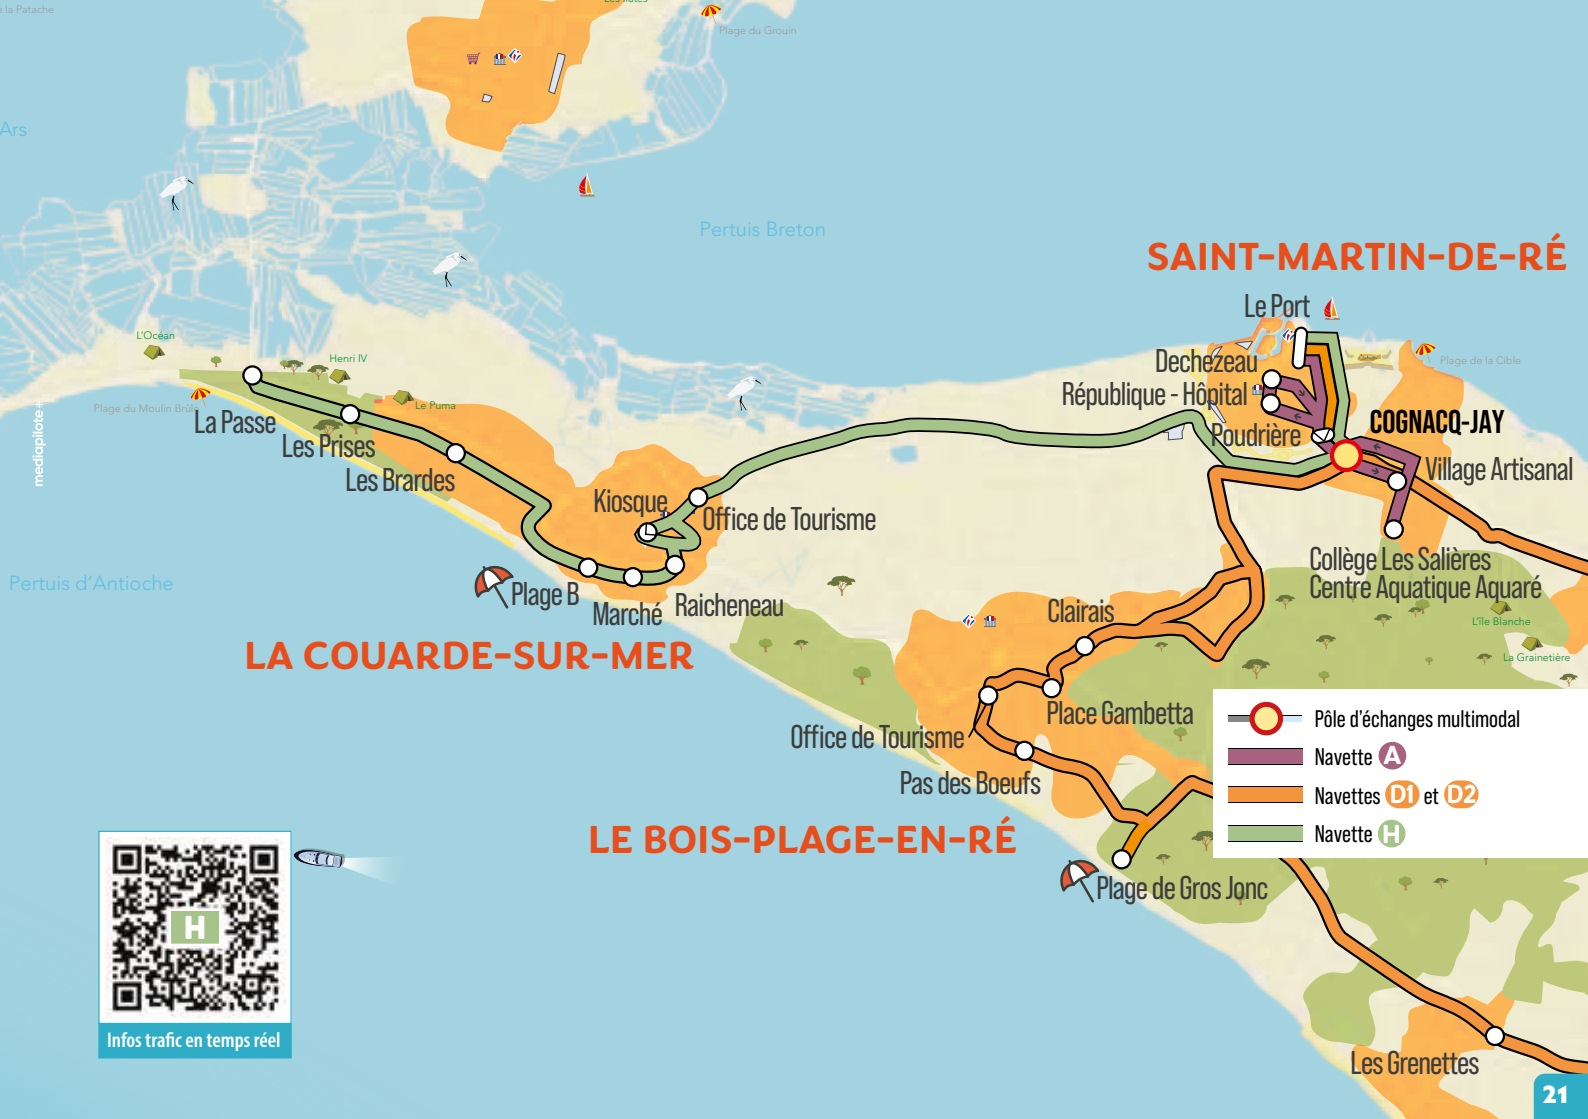 la Patache
Les Ilates
Plage du Grouin
Ars
Pertuis Breton
SAINT-MARTIN-DE-RÉ
Le Port
L'Océan
Henri IV
Dechezeau
Plage de la Cible
République - Hôpital
Le Puma
Plage du Moulin Brûlé
mediapilote+
La Passe
COGNACQ-JAY
Poudrière
Les Prises
Village Artisanal
Les Brardes
Kiosque
Office de Tourisme
Collège Les Salières
Centre Aquatique Aquaré
Pertuis d'Antioche
Plage B
Marché
Raicheneau
Clairais
L'île Blanche
LA COUARDE-SUR-MER
La Grainetière
Place Gambetta
Office de Tourisme
Pas des Boeufs
Pôle d'échanges multimodal
Navette A
Navettes D1 et D2
Navette H
LE BOIS-PLAGE-EN-RÉ
Plage de Gros Jonc
H
Infos trafic en temps réel
Les Grenettes
21